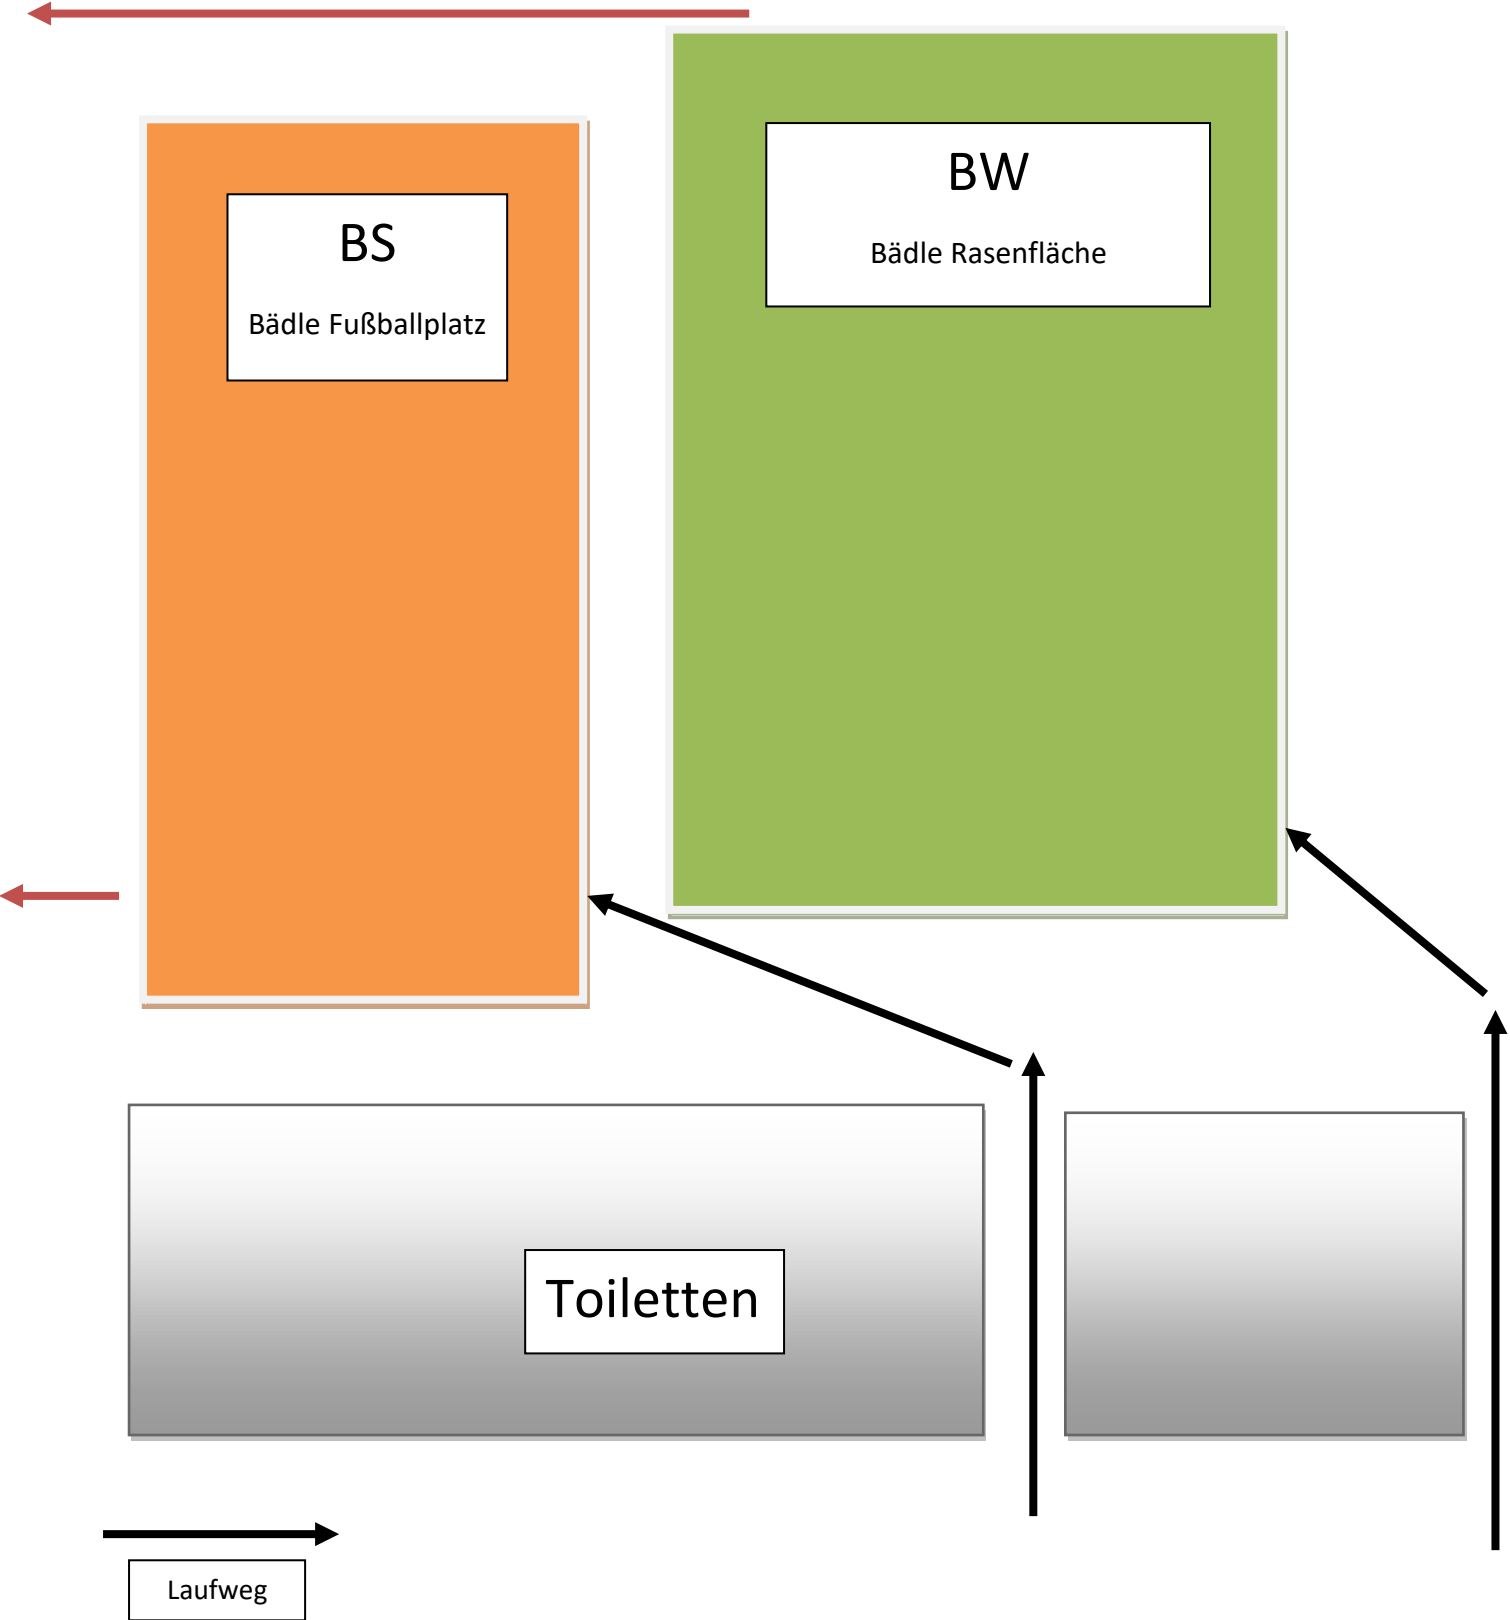 BW
Bädle Rasenfläche
BS
Bädle Fußballplatz
Toiletten
Laufweg